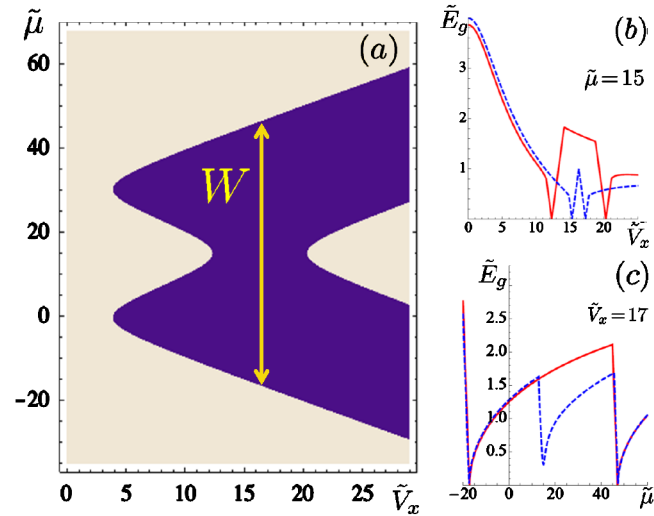 μ̃
(a)
60
40
20
0
−20
W
0 5 10 15 20 25 Ṽx
Ẽg
(b)
3
2
1
μ̃ = 15
0 5 10 15 20 Ṽx
Ẽg
(c)
2.5
2.0
1.5
1.0
0.5
Ṽx = 17
−20 0 20 40 60 μ̃